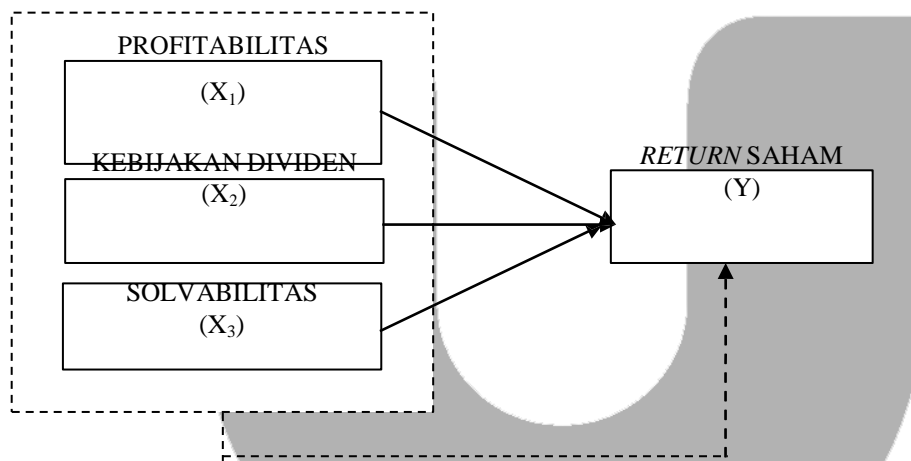 PROFITABILITAS
(X₁)
KEBIJAKAN DIVIDEN
(X₂)
SOLVABILITAS
(X₃)
RETURN SAHAM
(Y)